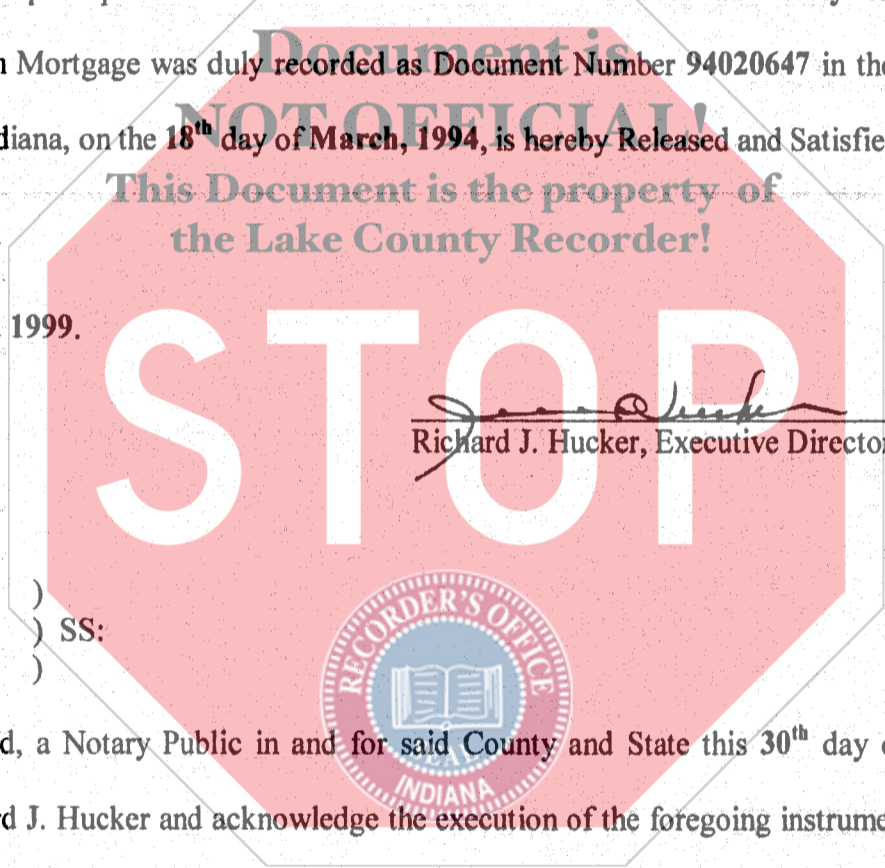 Document is
n Mortgage was duly recorded as Document Number 94020647 in the
NOT OFFICIAL!
diana, on the 18th day of March, 1994, is hereby Released and Satisfie
This Document is the property of
the Lake County Recorder!
1999.
STOP
Richard J. Hucker, Executive Director
)
) SS:
)
RECORDER'S OFFICE
d, a Notary Public in and for said County and State this 30th day
INDIANA
rd J. Hucker and acknowledge the execution of the foregoing instrume